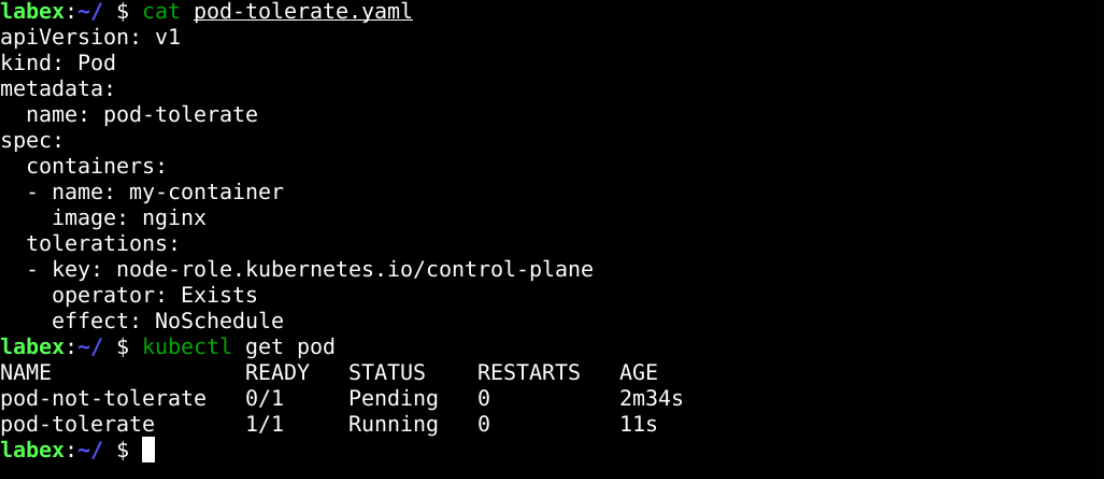 labex:~/ $ cat pod-tolerate.yaml
apiVersion: v1
kind: Pod
metadata:
  name: pod-tolerate
spec:
  containers:
  - name: my-container
    image: nginx
  tolerations:
  - key: node-role.kubernetes.io/control-plane
    operator: Exists
    effect: NoSchedule
labex:~/ $ kubectl get pod
NAME               READY   STATUS    RESTARTS   AGE
pod-not-tolerate   0/1     Pending   0          2m34s
pod-tolerate       1/1     Running   0          11s
labex:~/ $